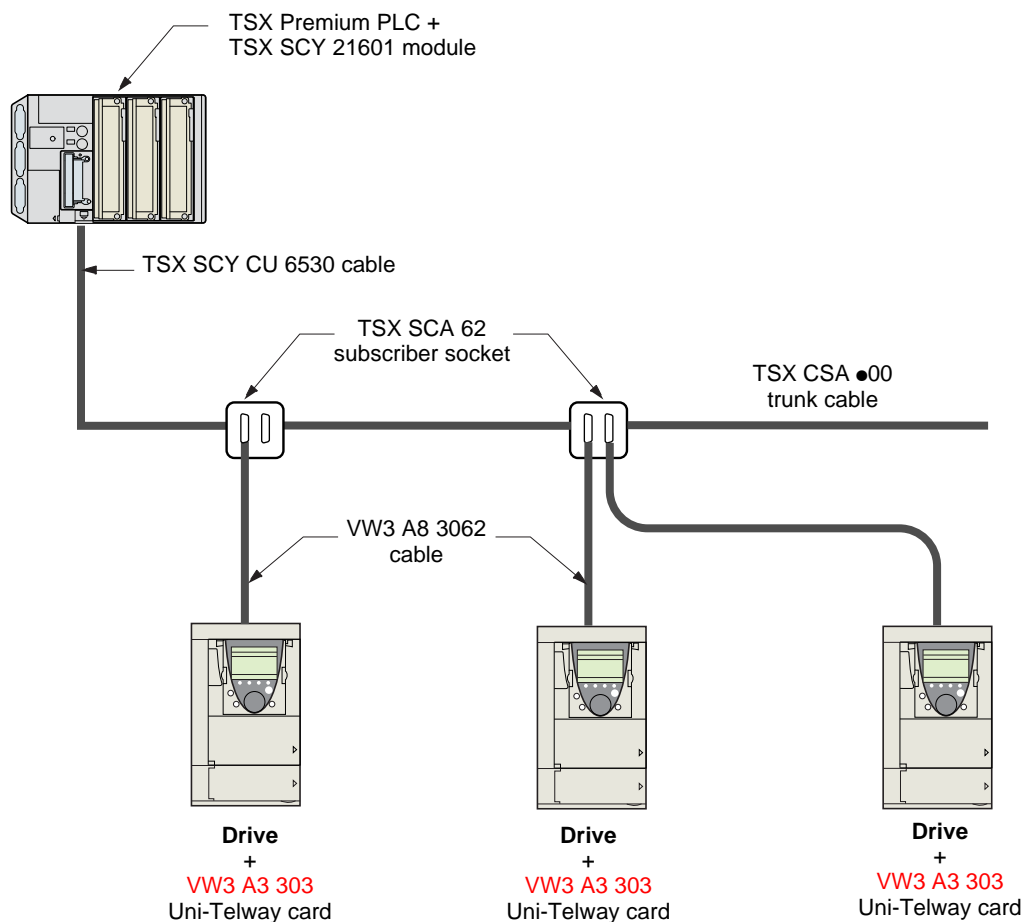 TSX Premium PLC +
TSX SCY 21601 module
TSX SCY CU 6530 cable
TSX SCA 62
subscriber socket
TSX CSA ●00
trunk cable
VW3 A8 3062
cable
Drive
+
VW3 A3 303
Uni-Telway card
Drive
+
VW3 A3 303
Uni-Telway card
Drive
+
VW3 A3 303
Uni-Telway card